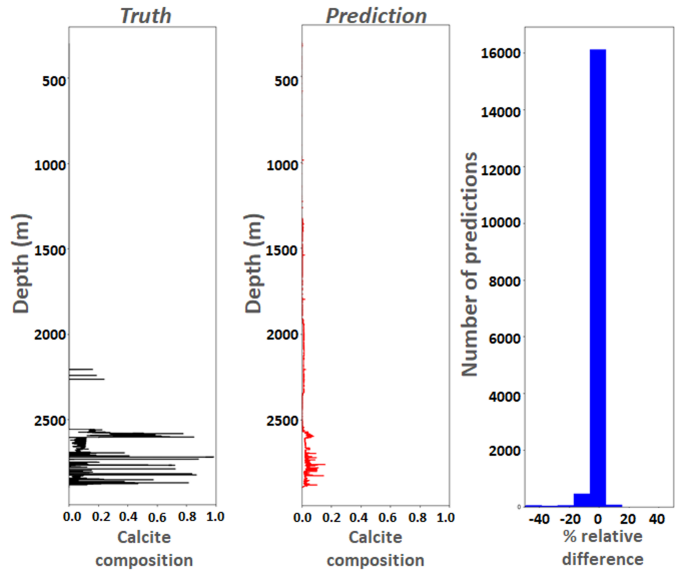 Truth
Prediction
Depth (m)
500
1000
1500
2000
2500
0.0 0.2 0.4 0.6 0.8 1.0
Calcite
composition
Depth (m)
500
1000
1500
2000
2500
0.0 0.2 0.4 0.6 0.8 1.0
Calcite
composition
Number of predictions
16000
14000
12000
10000
8000
6000
4000
2000
0
-40 -20 0 20 40
% relative
difference